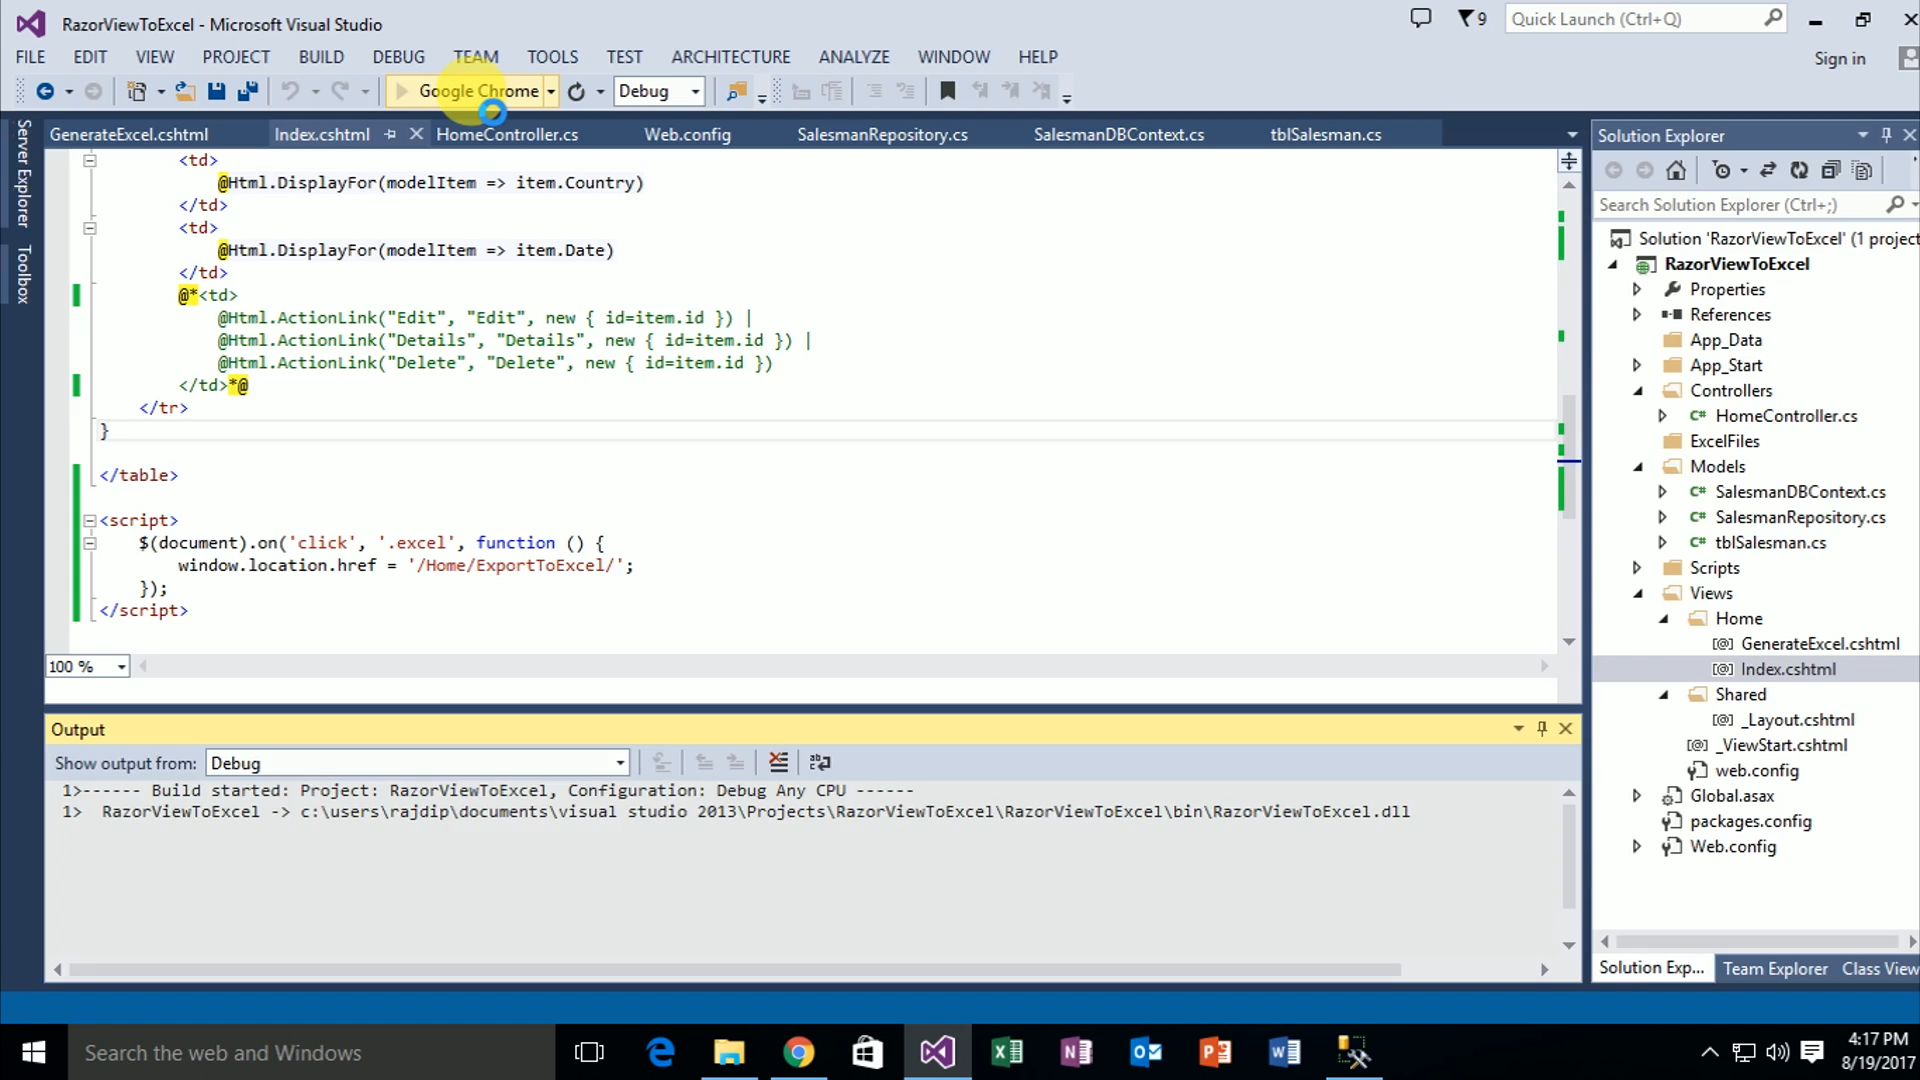 RazorViewToExcel - Microsoft Visual Studio
9
Quick Launch (Ctrl+Q)
FILE EDIT VIEW PROJECT BUILD DEBUG TEAM TOOLS TEST ARCHITECTURE ANALYZE WINDOW HELP
Sign in
Google Chrome
Debug
Server Explorer
Toolbox
GenerateExcel.cshtml Index.cshtml HomeController.cs Web.config SalesmanRepository.cs SalesmanDBContext.cs tblSalesman.cs
<td>
@Html.DisplayFor(modelItem => item.Country)
</td>
<td>
@Html.DisplayFor(modelItem => item.Date)
</td>
@*<td>
@Html.ActionLink("Edit", "Edit", new { id=item.id }) |
@Html.ActionLink("Details", "Details", new { id=item.id }) |
@Html.ActionLink("Delete", "Delete", new { id=item.id })
</td>*@
</tr>
}
</table>
<script>
$(document).on('click', '.excel', function () {
window.location.href = '/Home/ExportToExcel/';
});
</script>
100 %
Output
Show output from: Debug
1>------ Build started: Project: RazorViewToExcel, Configuration: Debug Any CPU ------
1>  RazorViewToExcel -> c:\users\rajdip\documents\visual studio 2013\Projects\RazorViewToExcel\RazorViewToExcel\bin\RazorViewToExcel.dll
Solution Explorer
Search Solution Explorer (Ctrl+;)
Solution 'RazorViewToExcel' (1 project
RazorViewToExcel
Properties
References
App_Data
App_Start
Controllers
C# HomeController.cs
ExcelFiles
Models
C# SalesmanDBContext.cs
C# SalesmanRepository.cs
C# tblSalesman.cs
Scripts
Views
Home
[@] GenerateExcel.cshtml
[@] Index.cshtml
Shared
[@] _Layout.cshtml
[@] _ViewStart.cshtml
web.config
Global.asax
packages.config
Web.config
Solution Exp... Team Explorer Class View
Search the web and Windows
4:17 PM
8/19/2017